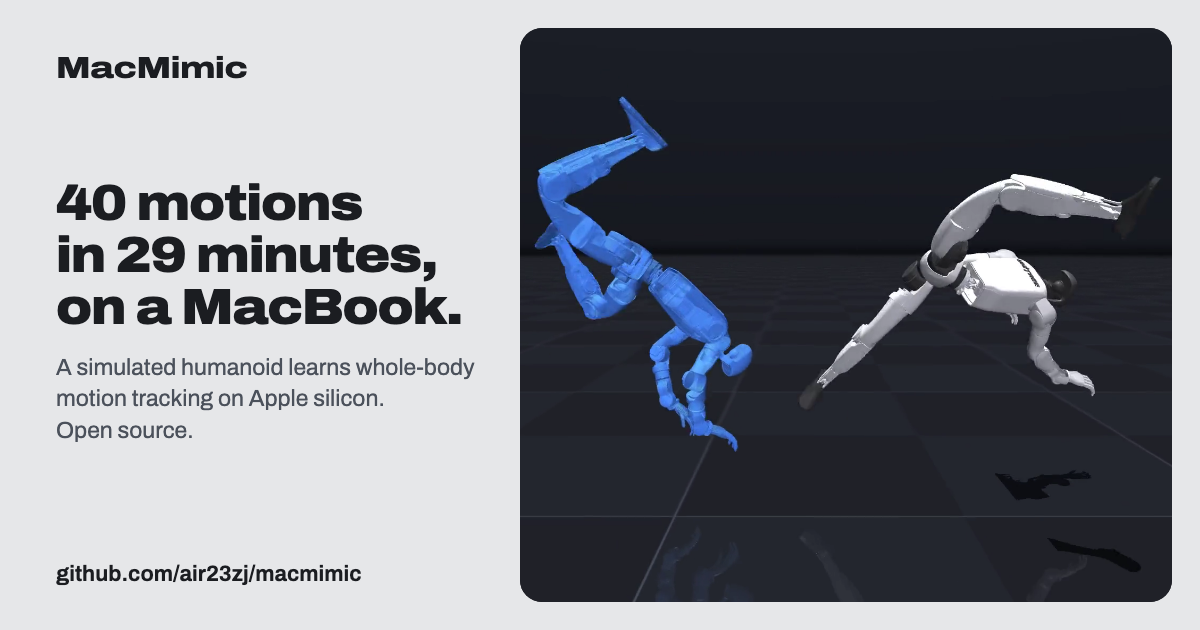 MacMimic
40 motions
in 29 minutes,
on a MacBook.
A simulated humanoid learns whole-body
motion tracking on Apple silicon.
Open source.
github.com/air23zj/macmimic